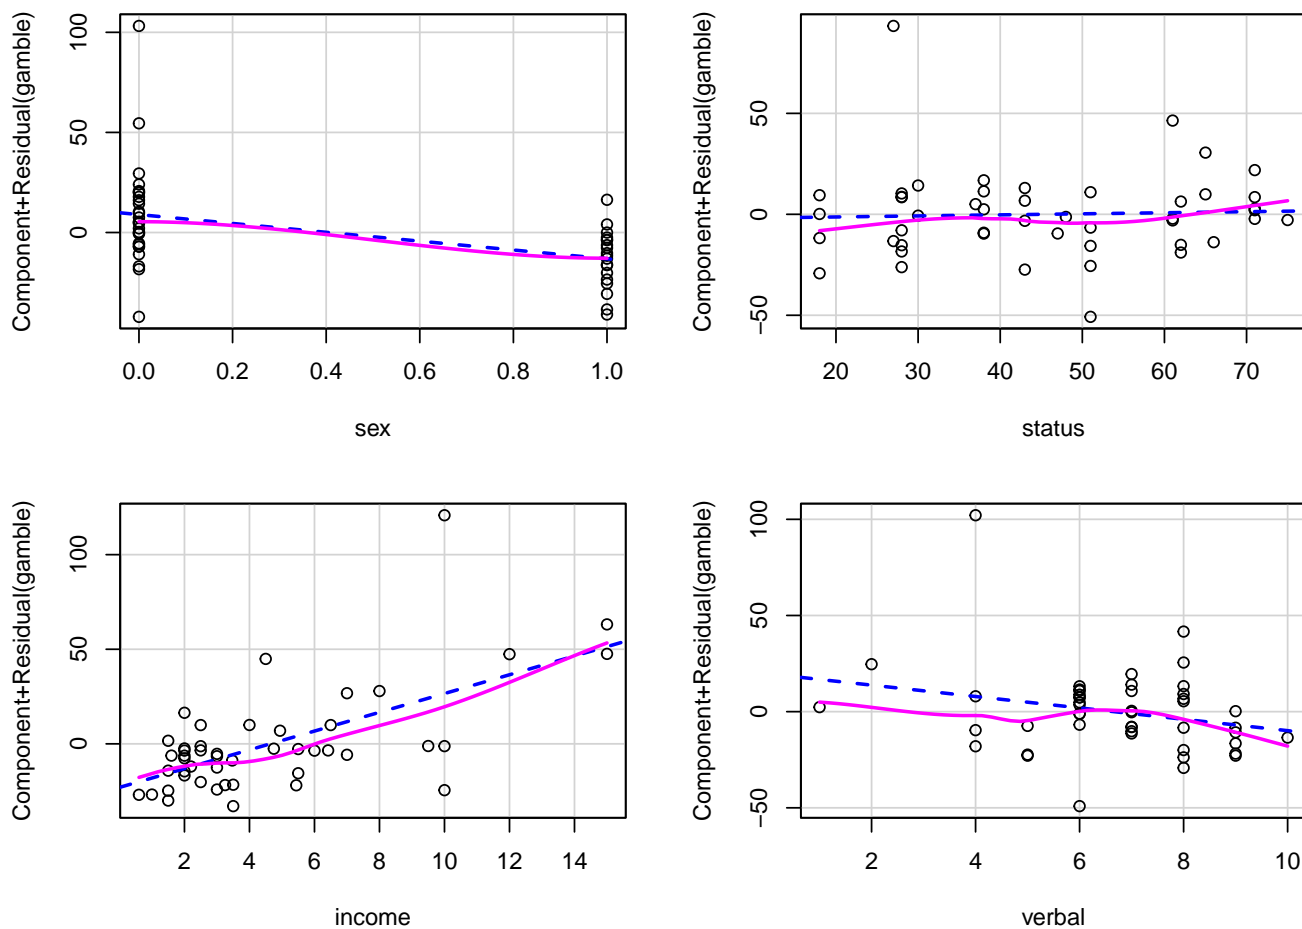 Component+Residual(gamble)
100
50
0
0.0 0.2 0.4 0.6 0.8 1.0
sex
Component+Residual(gamble)
50
0
−50
20 30 40 50 60 70
status
Component+Residual(gamble)
100
50
0
2 4 6 8 10 12 14
income
Component+Residual(gamble)
100
50
0
−50
2 4 6 8 10
verbal